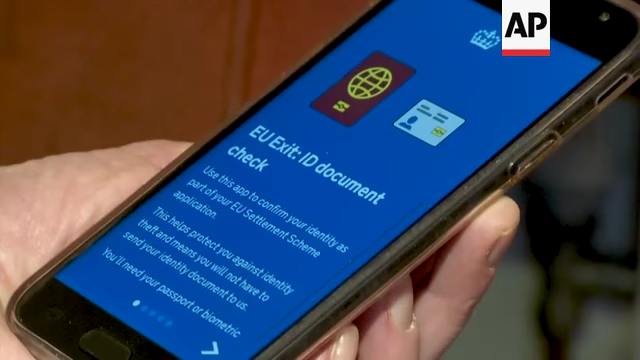 AP
EU Exit: ID document
check
Use this app to confirm your identity as
part of your EU Settlement Scheme
application.
This helps protect you against identity
theft and means you will not have to
send your identity document to us.
You'll need your passport or biometric